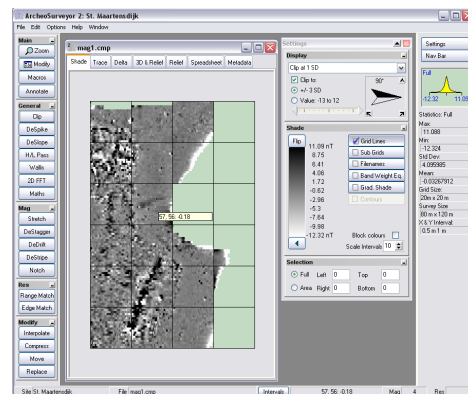 ArcheoSurveyor 2: St. Maartensdijk
File Edit Options Help Window
Main
Zoom
Modify
Macros
Annotate
General
Clip
DeSpike
DeSlope
H/L Pass
Wallis
2D FFT
Maths
Mag
Stretch
DeStagger
DeDrift
DeStripe
Notch
Res
Range Match
Edge Match
Modify
Interpolate
Compress
Move
Replace
mag1.cmp
Shade Trace Delta 3D & Relief Relief Spreadsheet Metadata
57, 56: -0.18
Settings
Display
Clip at 1 SD
Clip to:
+/- 3 SD
Value: -13 to 12
90°
Shade
Flip
11.09 nT
8.75
6.41
4.06
1.72
-0.62
-2.96
-5.3
-7.64
-9.98
-12.32 nT
Grid Lines
Sub Grids
Filenames
Band Weight Eq.
Grad. Shade
Contours
Block colours
Scale Intervals 10
Selection
Full Left 0 Top 0
Area Right 0 Bottom 0
Settings
Nav Bar
Full
-12.32 11.09
Statistics: Full
Max:
11.088
Min:
-12.324
Std Dev:
4.095985
Mean:
-0.03267912
Grid Size:
20m x 20 m
Survey Size
80 m x 120 m
X & Y Interval:
0.5 m 1 m
Site St. Maartensdijk File mag1.cmp Intervals 57, 56: -0.18 Mag 4 Res